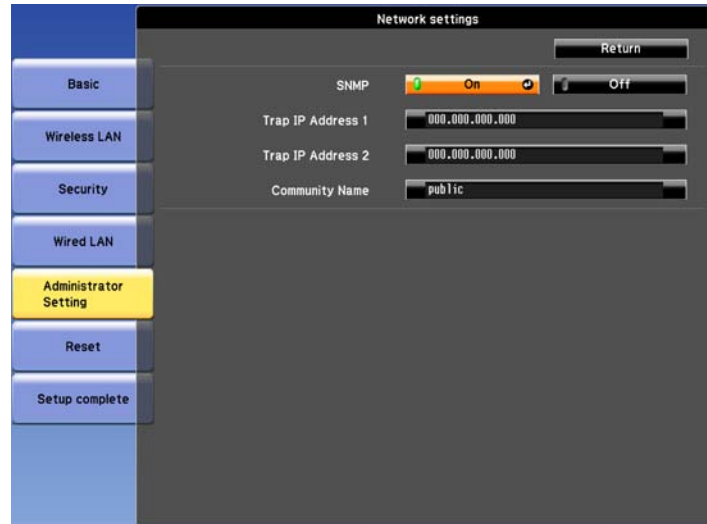 Network settings
Return
Basic
Wireless LAN
Security
Wired LAN
Administrator
Setting
Reset
Setup complete
SNMP On Off
Trap IP Address 1 000.000.000.000
Trap IP Address 2 000.000.000.000
Community Name public